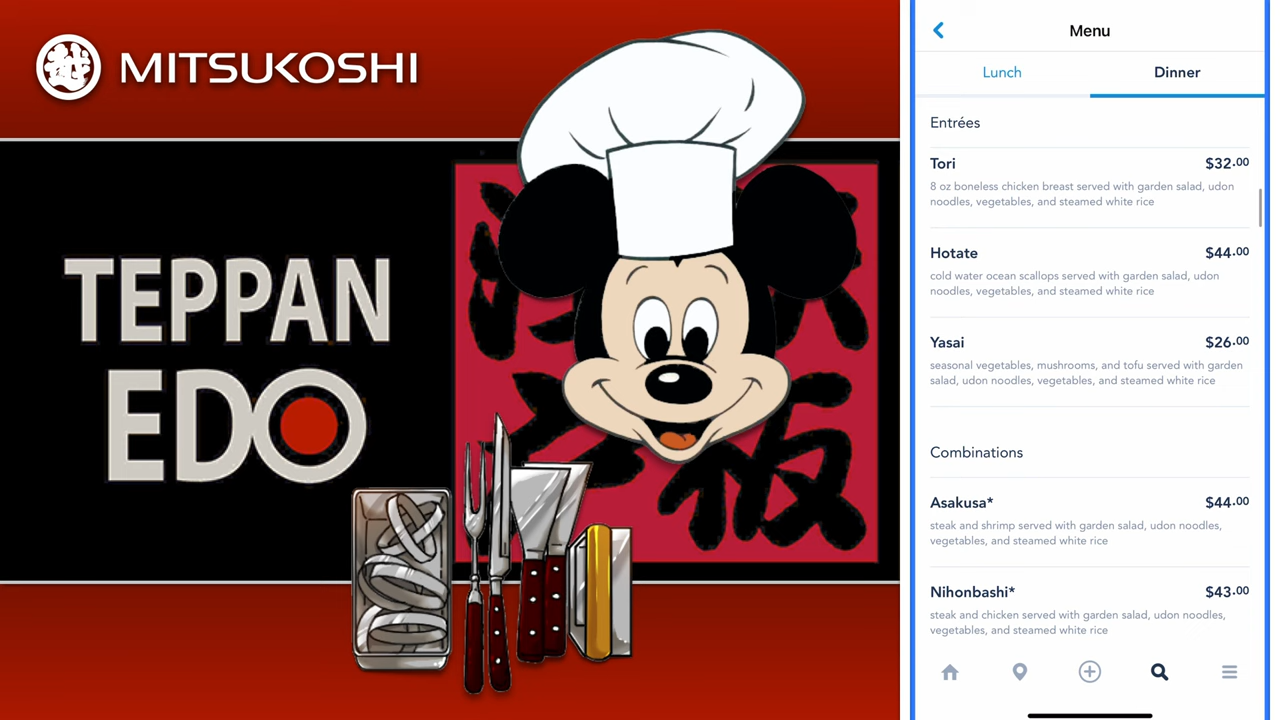 MITSUKOSHI
TEPPAN
EDO
板
Menu
Lunch
Dinner
Entrées
Tori
$32.00
8 oz boneless chicken breast served with garden salad, udon
noodles, vegetables, and steamed white rice
Hotate
$44.00
cold water ocean scallops served with garden salad, udon
noodles, vegetables, and steamed white rice
Yasai
$26.00
seasonal vegetables, mushrooms, and tofu served with garden
salad, udon noodles, vegetables, and steamed white rice
Combinations
Asakusa*
$44.00
steak and shrimp served with garden salad, udon noodles,
vegetables, and steamed white rice
Nihonbashi*
$43.00
steak and chicken served with garden salad, udon noodles,
vegetables, and steamed white rice